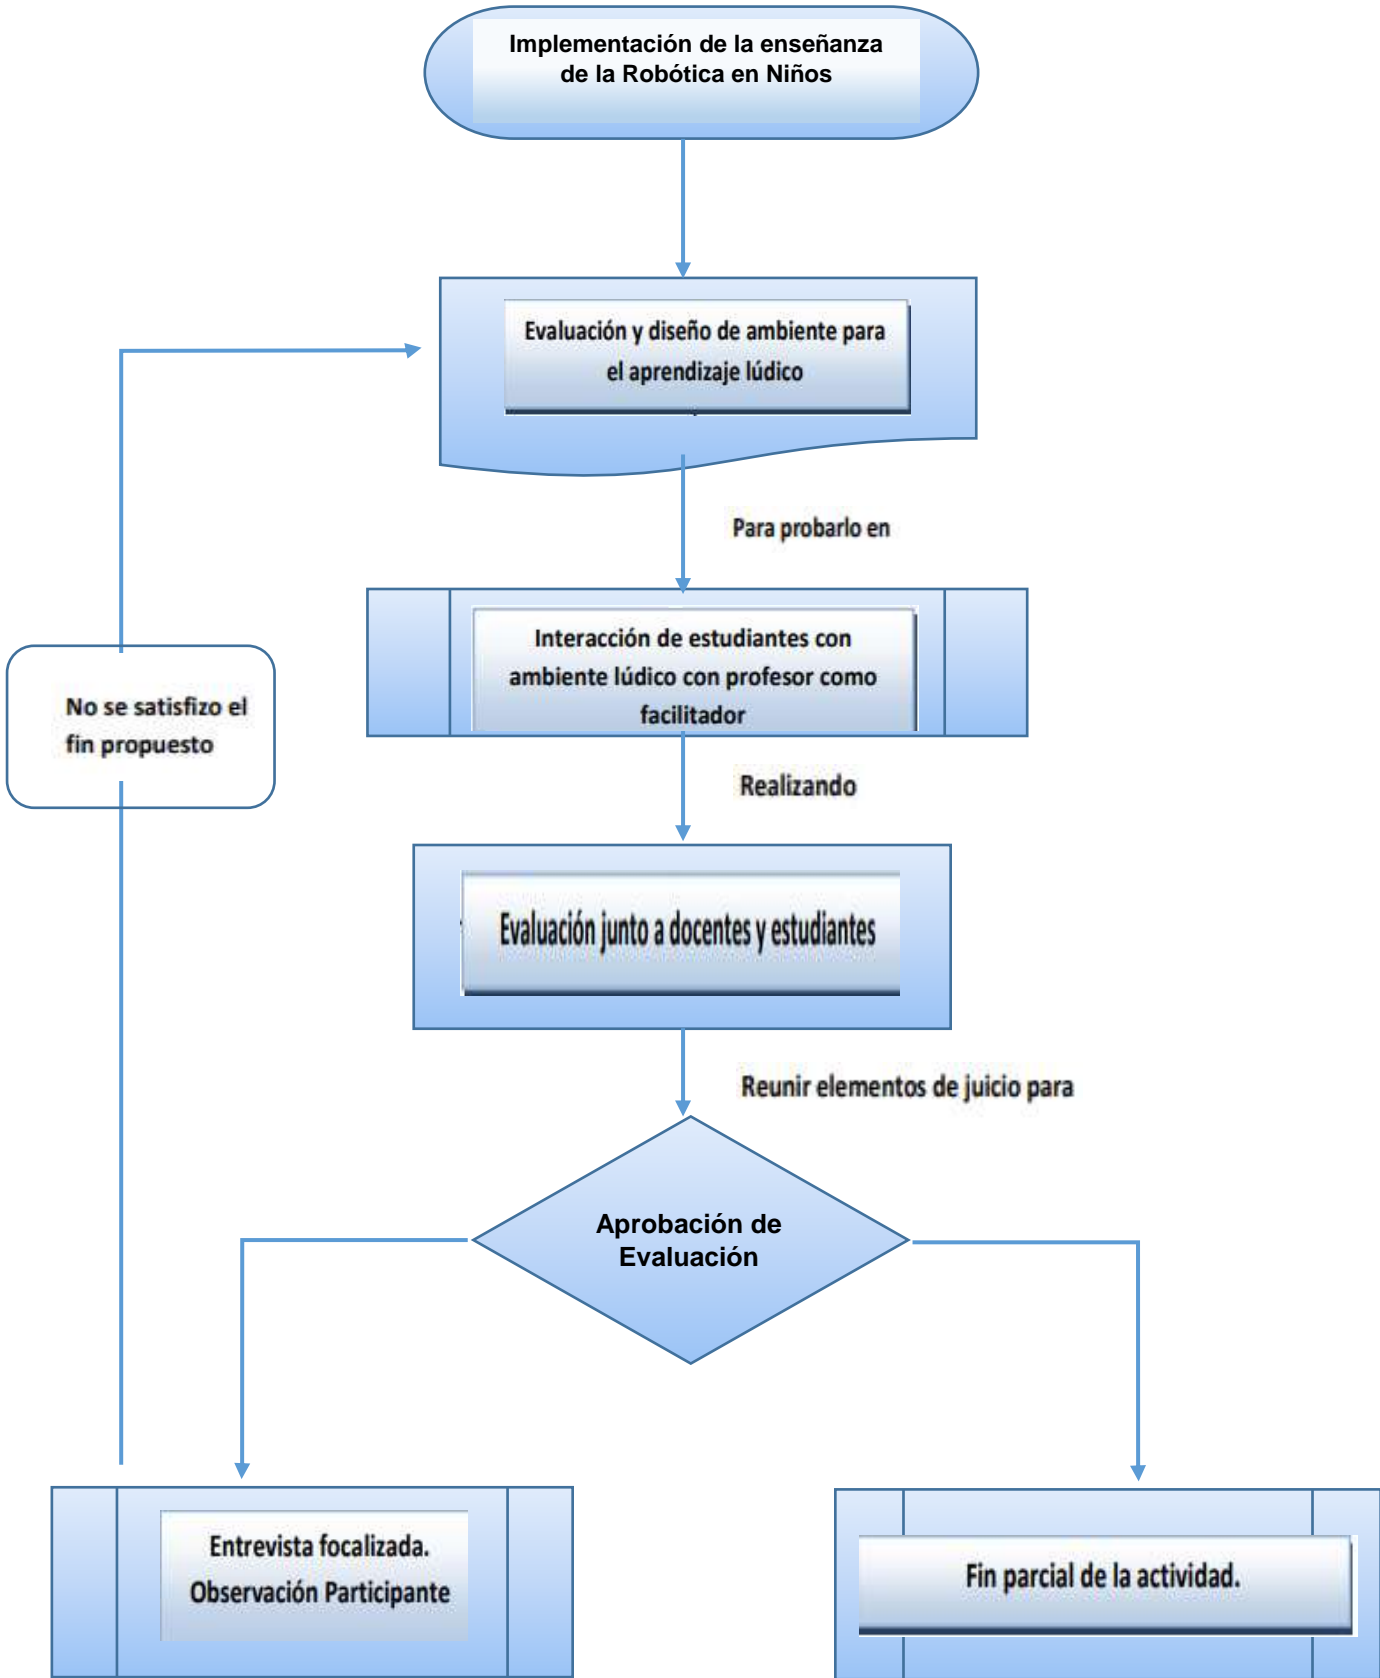 Implementación de la enseñanza
de la Robótica en Niños
Evaluación y diseño de ambiente para
el aprendizaje lúdico
Para probarlo en
Interacción de estudiantes con
ambiente lúdico con profesor como
facilitador
No se satisfizo el
fin propuesto
Realizando
Evaluación junto a docentes y estudiantes
Reunir elementos de juicio para
Aprobación de
Evaluación
Entrevista focalizada.
Observación Participante
Fin parcial de la actividad.